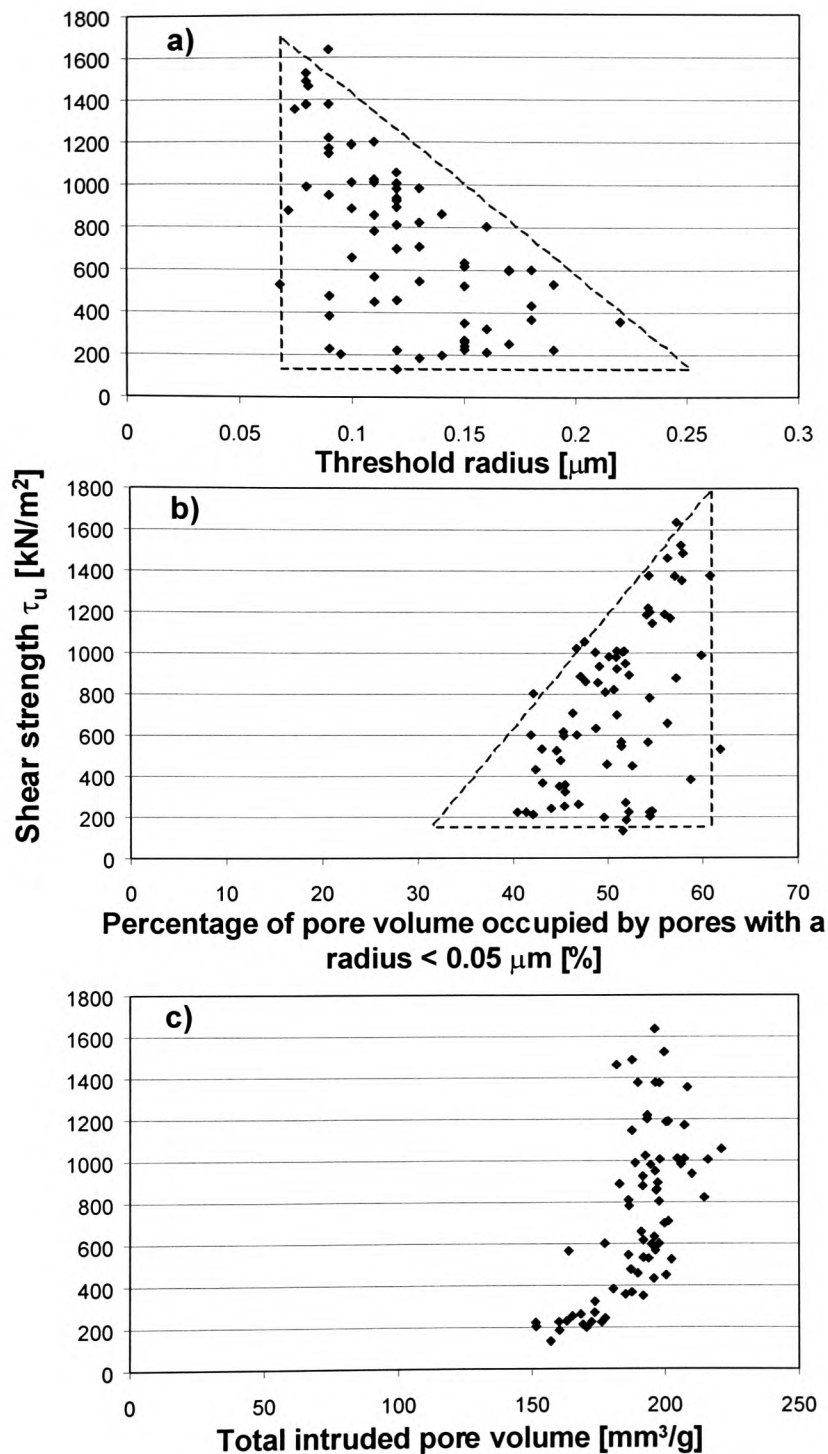 a)
1800
1600
1400
1200
1000
800
600
400
200
0
0 0.05 0.1 0.15 0.2 0.25 0.3
Threshold radius [μm]
Shear strength τu [kN/m²]
b)
1800
1600
1400
1200
1000
800
600
400
200
0
0 10 20 30 40 50 60 70
Percentage of pore volume occupied by pores with a
radius < 0.05 μm [%]
c)
1800
1600
1400
1200
1000
800
600
400
200
0
0 50 100 150 200 250
Total intruded pore volume [mm³/g]